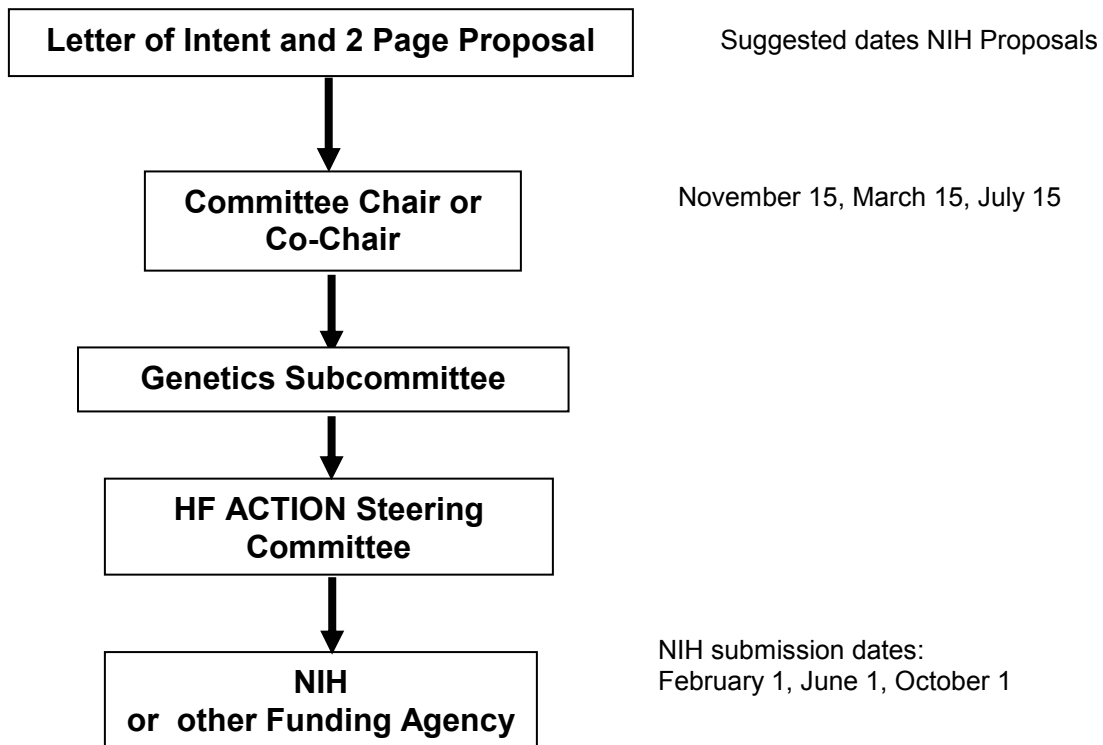 Letter of Intent and 2 Page Proposal
Suggested dates NIH Proposals
Committee Chair or
Co-Chair
November 15, March 15, July 15
Genetics Subcommittee
HF ACTION Steering
Committee
NIH submission dates:
February 1, June 1, October 1
NIH
or other Funding Agency